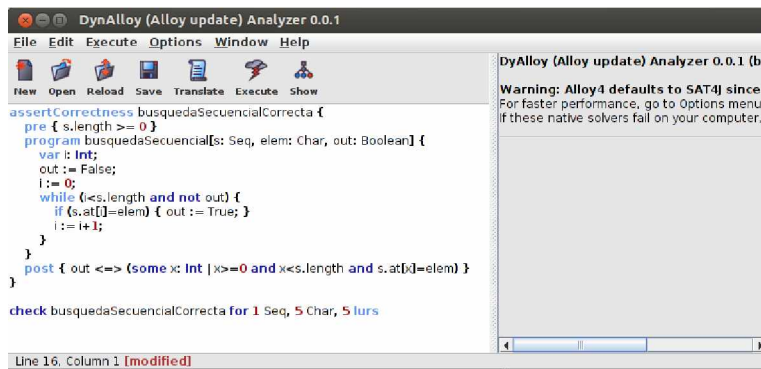 DynAlloy (Alloy update) Analyzer 0.0.1
File Edit Execute Options Window Help
New Open Reload Save Translate Execute Show
assertCorrectness busquedaSecuencialCorrecta {
pre { s.length >= 0 }
program busquedaSecuencial[s: Seq, elem: Char, out: Boolean] {
var i: Int;
out := False;
i := 0;
while (i<s.length and not out) {
if (s.at[i]=elem) { out := True; }
i := i+1;
}
}
post { out <=> (some x: Int | x>=0 and x<s.length and s.at[x]=elem) }
}
check busquedaSecuencialCorrecta for 1 Seq, 5 Char, 5 lurs
DyAlloy (Alloy update) Analyzer 0.0.1 (b
Warning: Alloy4 defaults to SAT4J since
For faster performance, go to Options menu
If these native solvers fail on your computer,
Line 16, Column 1 [modified]